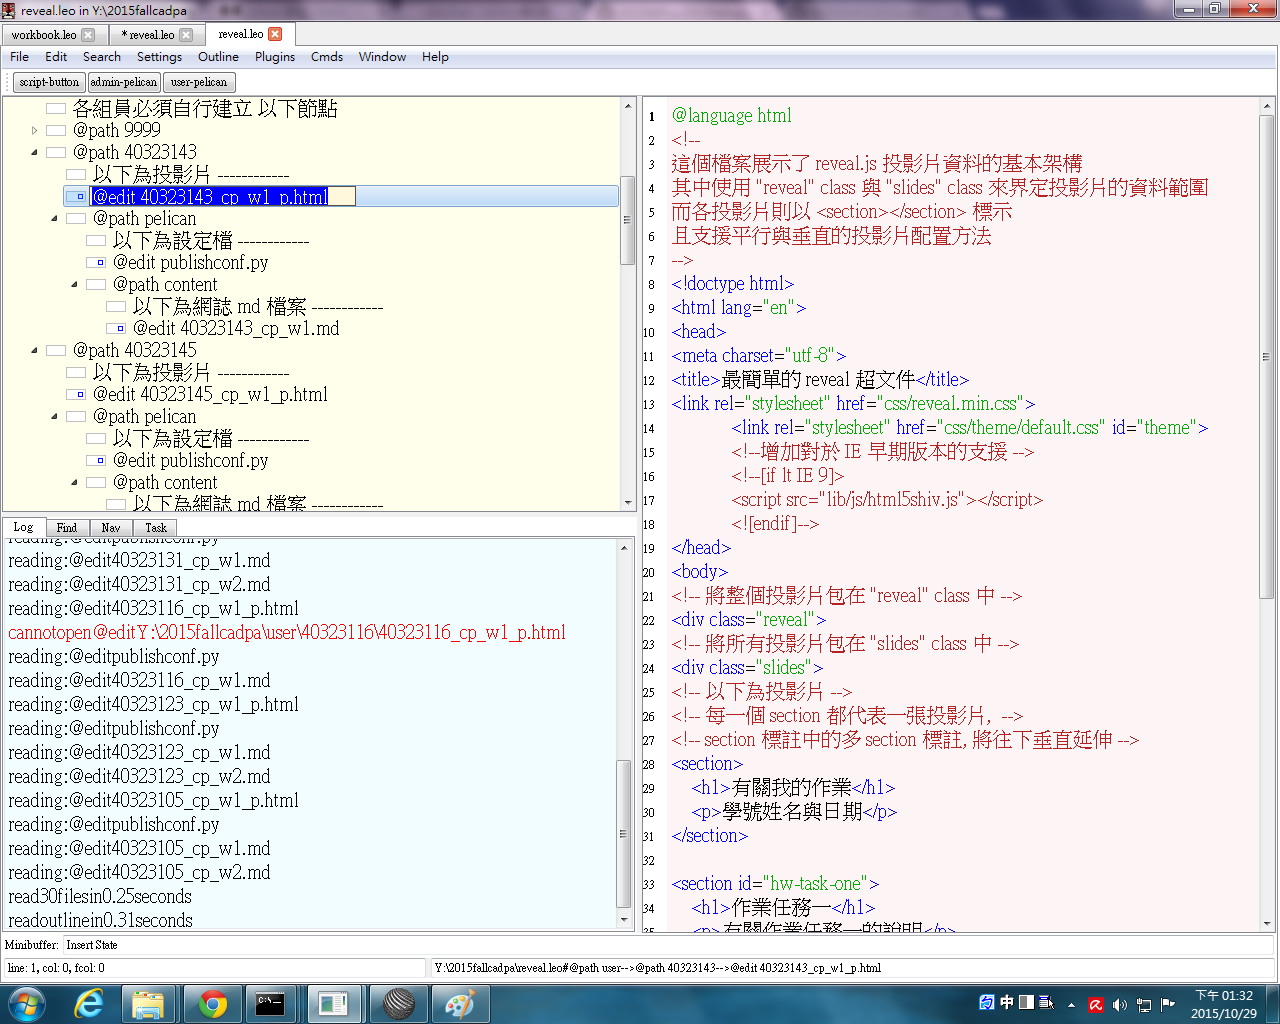 reveal.leo in Y:\2015fallcadpa
workbook.leo
* reveal.leo
reveal.leo
File Edit Search Settings Outline Plugins Cmds Window Help
script-button admin-pelican user-pelican
各組員必須自行建立 以下節點
@path 9999
@path 40323143
以下為投影片 ------------
@edit 40323143_cp_w1_p.html
@path pelican
以下為設定檔 ------------
@edit publishconf.py
@path content
以下為網誌 md 檔案 ------------
@edit 40323143_cp_w1.md
@path 40323145
以下為投影片 ------------
@edit 40323145_cp_w1_p.html
@path pelican
以下為設定檔 ------------
@edit publishconf.py
@path content
以下為網誌 md 檔案 ------------
Log Find Nav Task
reading:@editpublishconf.py
reading:@edit40323131_cp_w1.md
reading:@edit40323131_cp_w2.md
reading:@edit40323116_cp_w1_p.html
cannotopen@editY:\2015fallcadpa\user\40323116\40323116_cp_w1_p.html
reading:@editpublishconf.py
reading:@edit40323116_cp_w1.md
reading:@edit40323123_cp_w1_p.html
reading:@editpublishconf.py
reading:@edit40323123_cp_w1.md
reading:@edit40323123_cp_w2.md
reading:@edit40323105_cp_w1_p.html
reading:@editpublishconf.py
reading:@edit40323105_cp_w1.md
reading:@edit40323105_cp_w2.md
read30filesin0.25seconds
readoutlinein0.31seconds
1 @language html
2 <!--
3 這個檔案展示了 reveal.js 投影片資料的基本架構
4 其中使用 "reveal" class 與 "slides" class 來界定投影片的資料範圍
5 而各投影片則以 <section></section> 標示
6 且支援平行與垂直的投影片配置方法
7 -->
8 <!doctype html>
9 <html lang="en">
10 <head>
11 <meta charset="utf-8">
12 <title>最簡單的 reveal 超文件</title>
13 <link rel="stylesheet" href="css/reveal.min.css">
14 <link rel="stylesheet" href="css/theme/default.css" id="theme">
15 <!--增加對於 IE 早期版本的支援 -->
16 <!--[if lt IE 9]>
17 <script src="lib/js/html5shiv.js"></script>
18 <![endif]-->
19 </head>
20 <body>
21 <!-- 將整個投影片包在 "reveal" class 中 -->
22 <div class="reveal">
23 <!-- 將所有投影片包在 "slides" class 中 -->
24 <div class="slides">
25 <!-- 以下為投影片 -->
26 <!-- 每一個 section 都代表一張投影片, -->
27 <!-- section 標註中的多 section 標註, 將往下垂直延伸 -->
28 <section>
29 <h1>有關我的作業</h1>
30 <p>學號姓名與日期</p>
31 </section>
32
33 <section id="hw-task-one">
34 <h1>作業任務一</h1>
35 <p>有關作業任務一的說明</p>
Minibuffer: Insert State
line: 1, col: 0, fcol: 0
Y:\2015fallcadpa\reveal.leo#@path user-->@path 40323143-->@edit 40323143_cp_w1_p.html
中
下午 01:32
2015/10/29